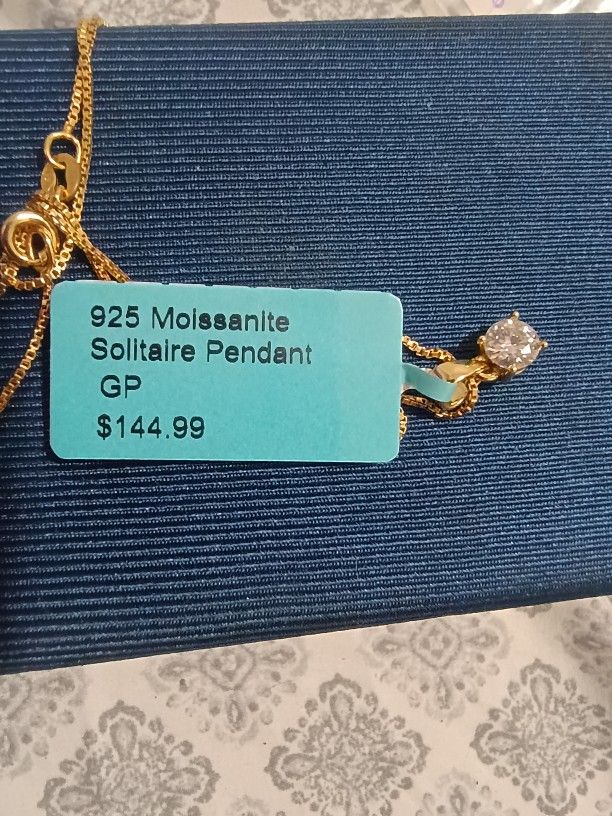 925 Moissanite
Solitaire Pendant
GP
$144.99